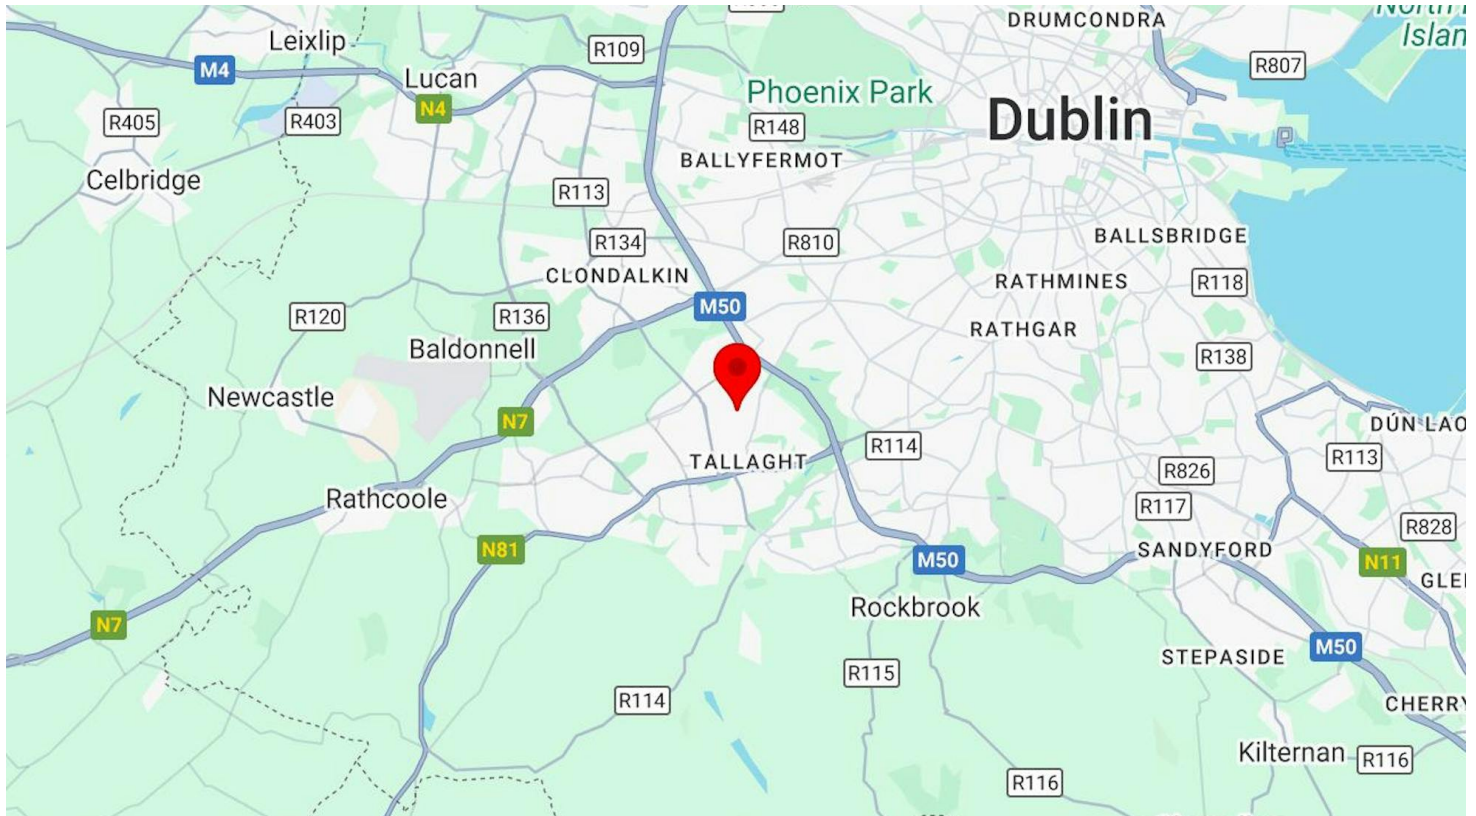 DRUMCONDRA
Leixlip
R109
R807
M4
Lucan
Phoenix Park
N4
R405
R403
R148
Dublin
BALLYFERMOT
Celbridge
R113
R134
R810
BALLSBRIDGE
CLONDALKIN
RATHMINES
R118
M50
R120
R136
RATHGAR
Baldonnell
R138
Newcastle
N7
DÚN LAO
R114
TALLAGHT
R113
R826
Rathcoole
R117
R828
N81
SANDYFORD
M50
N11
GLE
Rockbrook
N7
M50
STEPASIDE
R115
R114
CHERRY
Kilternan
R116
R116